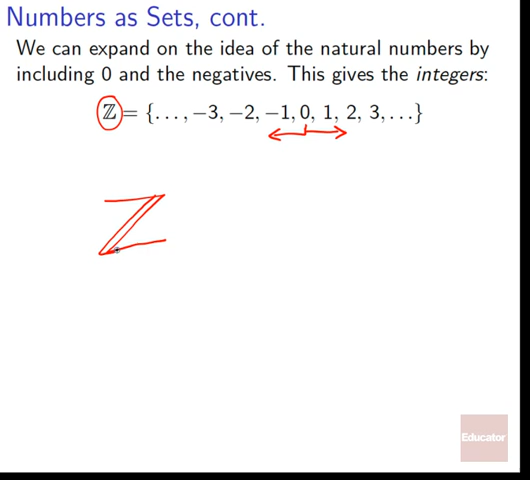 Numbers as Sets, cont.
We can expand on the idea of the natural numbers by
including 0 and the negatives. This gives the integers:
ℤ = {. . . , −3, −2, −1, 0, 1, 2, 3, . . .}
ℤ
Educator